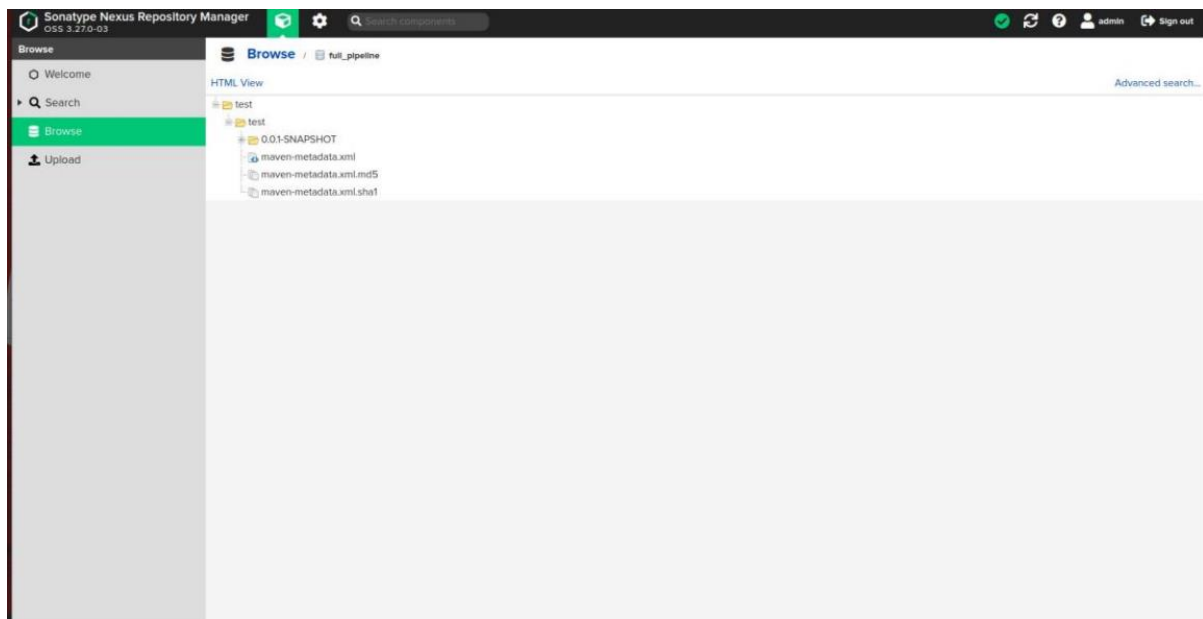 Sonatype Nexus Repository Manager
OSS 3.27.0-03
Search components
admin
Sign out
Browse
Welcome
Search
Browse
Upload
Browse / full_pipeline
HTML View
Advanced search...
test
test
0.0.1-SNAPSHOT
maven-metadata.xml
maven-metadata.xml.md5
maven-metadata.xml.sha1